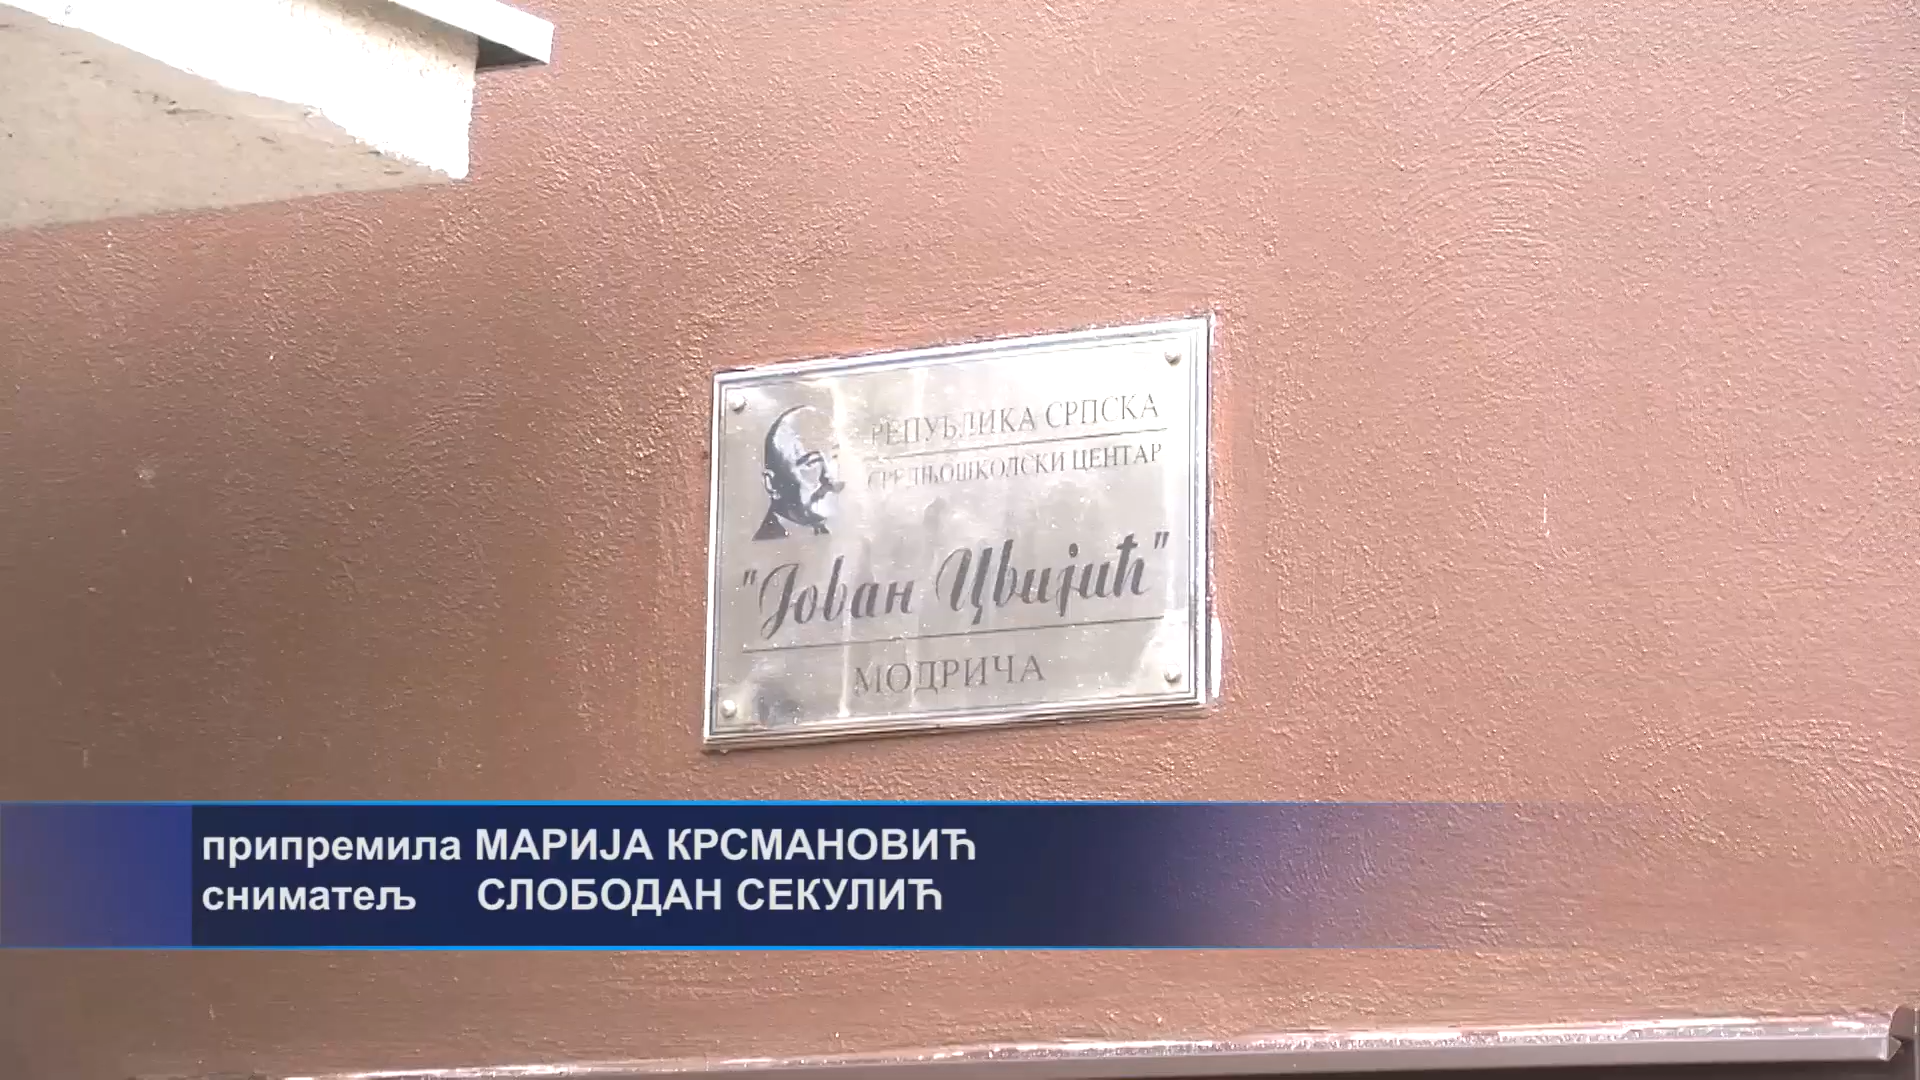 РЕПУБЛИКА СРПСКА
СРЕДЊОШКОЛСКИ ЦЕНТАР
"Јован Цвијић"
МОДРИЧА
припремила МАРИЈА КРСМАНОВИЋ
сниматељ СЛОБОДАН СЕКУЛИЋ